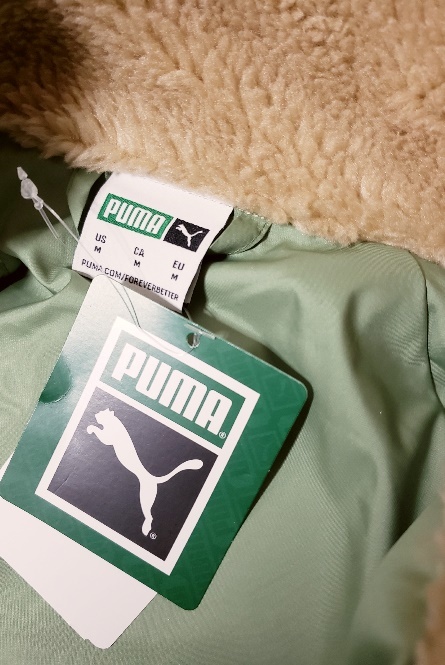 PUMA
US CA EU
M M M
PUMA.COM/FOREVERBETTER
PUMA®
®